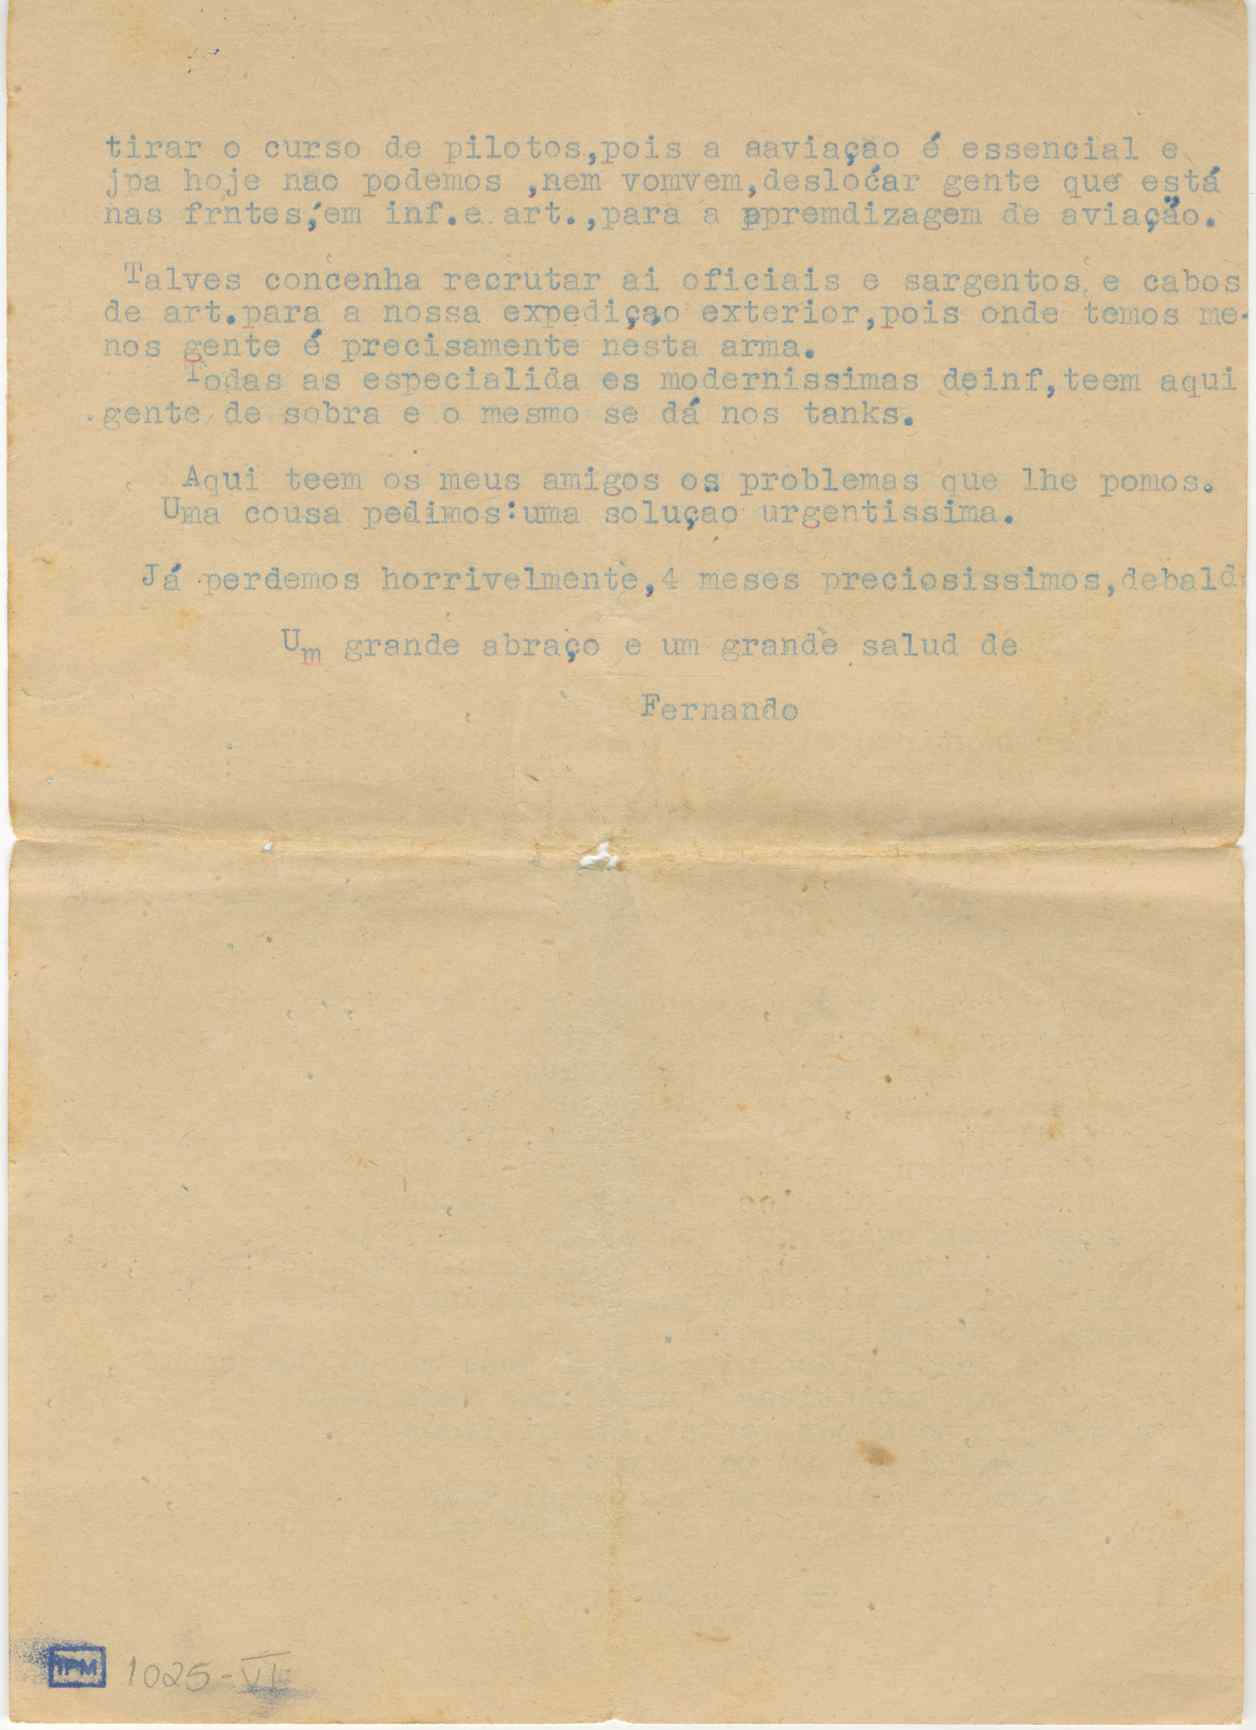 tirar o curso de pilotos,pois a aaviaçao é essencial e
jpa hoje nao podemos ,nem vomvem,deslocar gente que está
nas frntes,em inf.e art.,para a ppremdizagem de aviação.
Talves concenha recrutar ai oficiais e sargentos e cabos
de art.para a nossa expediçao exterior,pois onde temos me-
nos gente é precisamente nesta arma.
Todas as especialida es modernissimas deinf,teem aqui
gente de sobra e o mesmo se dá nos tanks.
Aqui teem os meus amigos os problemas que lhe pomos.
Uma cousa pedimos:uma soluçao urgentissima.
Já perdemos horrivelmente,4 meses preciosissimos,debald
Um grande abraço e um grande salud de
Fernando
IPM 1025-VI